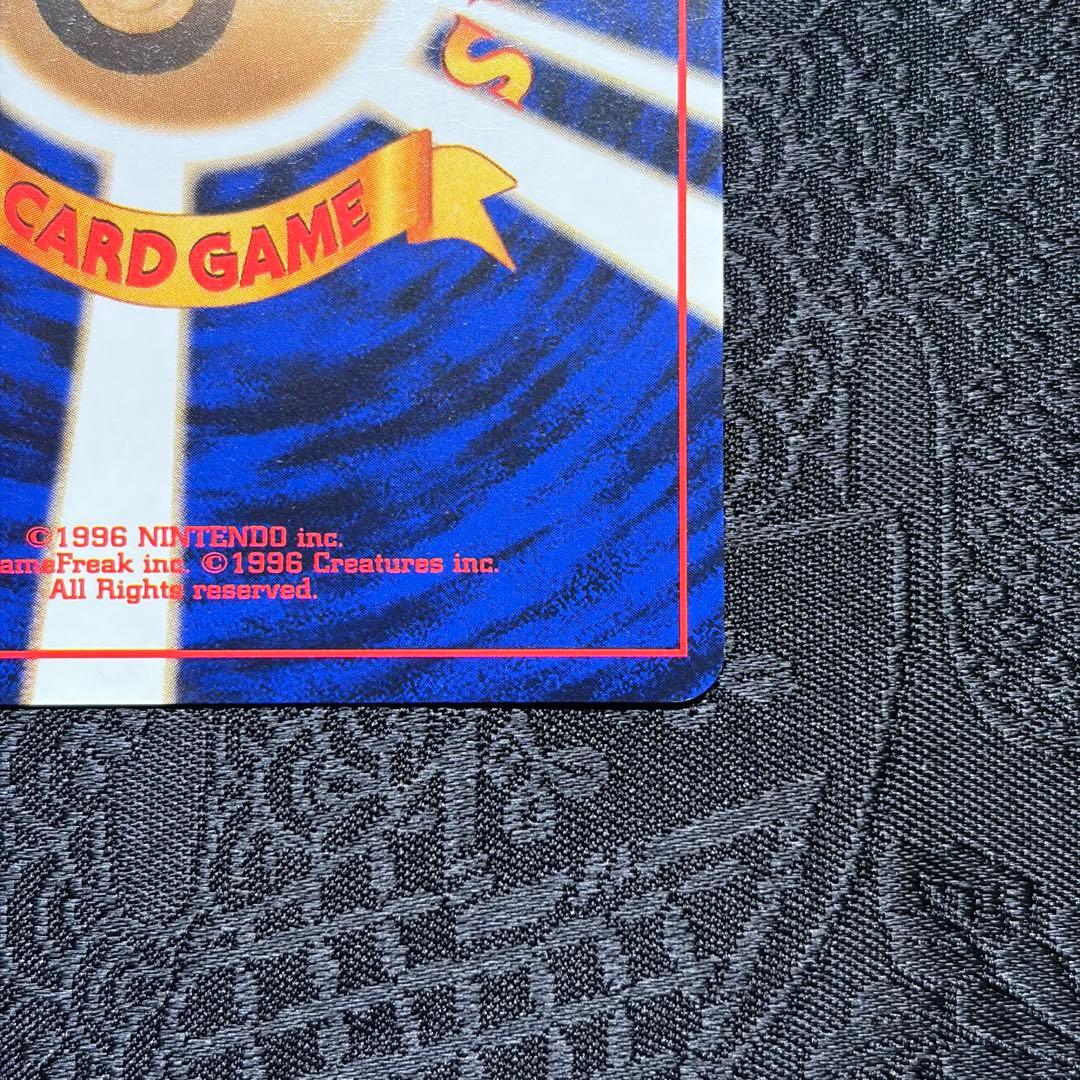 S
CARD GAME
©1996 NINTENDO inc.
ameFreak inc. ©1996 Creatures inc.
All Rights reserved.